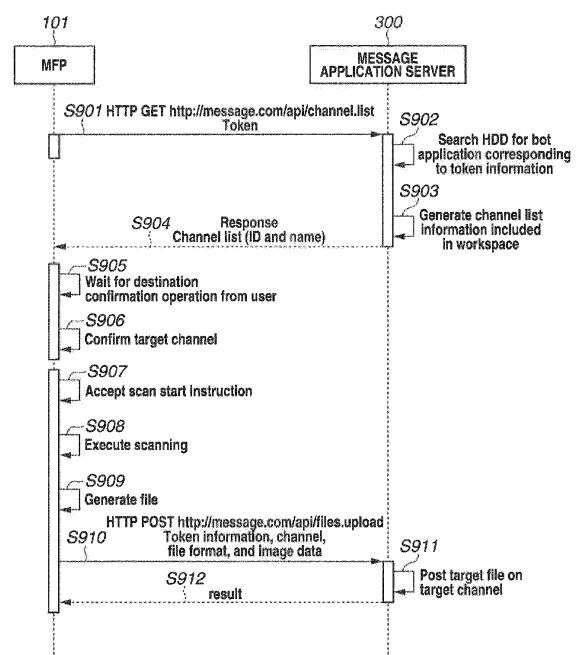 101
300
MFP
MESSAGE
APPLICATION SERVER
S901 HTTP GET http://message.com/api/channel.list
Token
S902
Search HDD for bot
application corresponding
to token information
S903
Generate channel list
information included
in workspace
S904
Response
Channel list (ID and name)
S905
Wait for destination
confirmation operation from user
S906
Confirm target channel
S907
Accept scan start instruction
S908
Execute scanning
S909
Generate file
HTTP POST http://message.com/api/files.upload
S910
Token information, channel,
file format, and image data
S911
Post target file on
target channel
S912
result